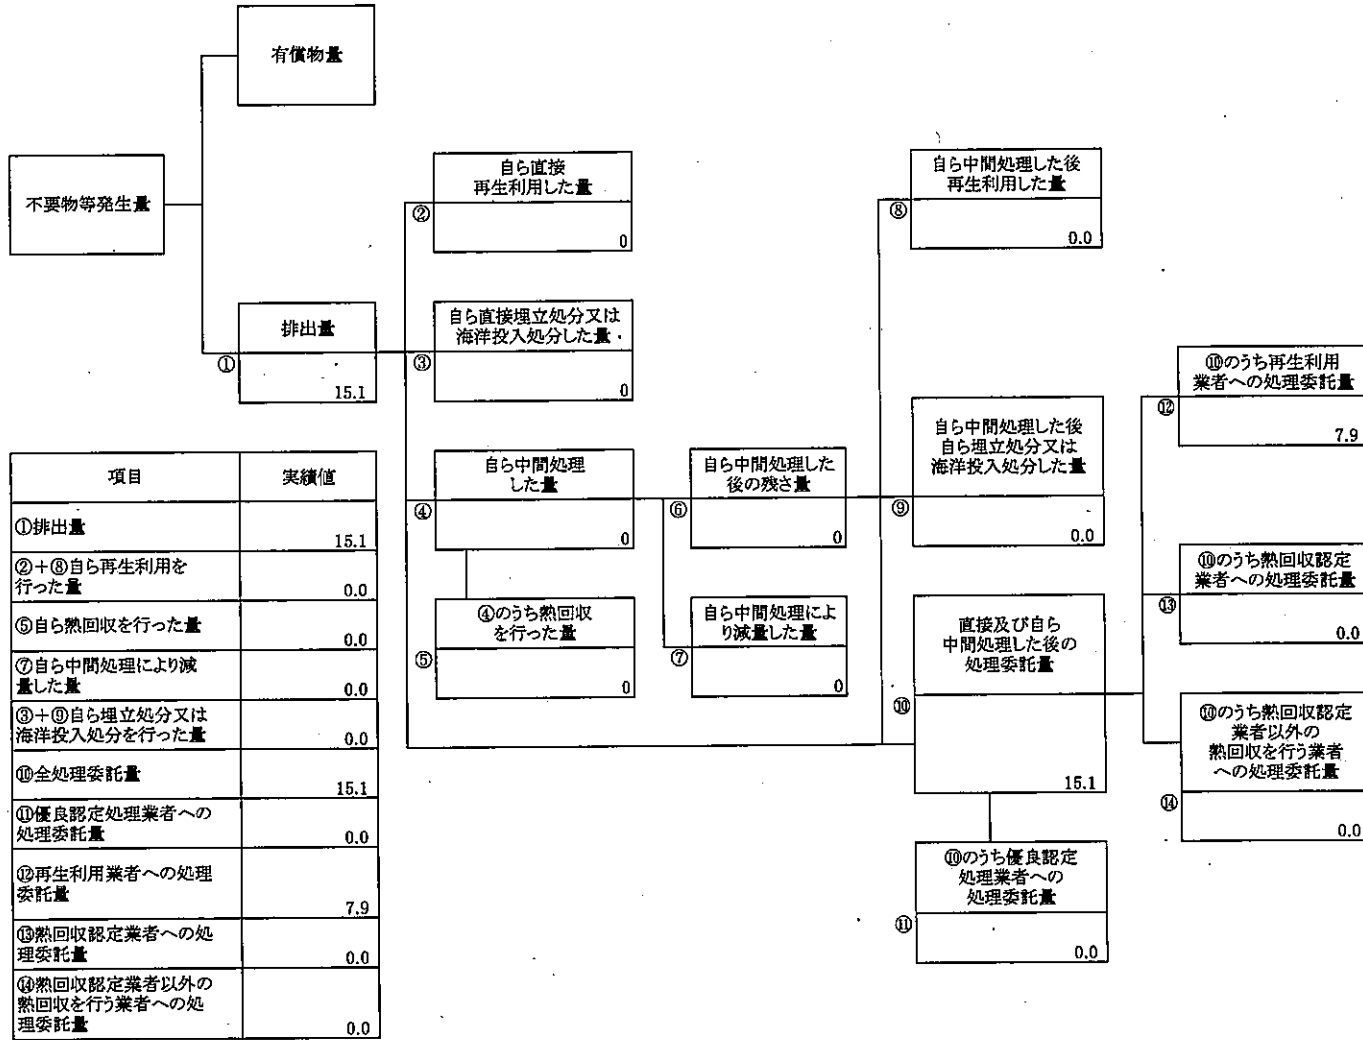 有償物量
不要物等発生量
排出量
①
15.1
自ら直接
再生利用した量
②
0
自ら直接埋立処分又は
海洋投入処分した量
③
0
自ら中間処理
した量
④
0
④のうち熱回収
を行った量
⑤
0
自ら中間処理した
後の残さ量
⑥
0
自ら中間処理によ
り減量した量
⑦
0
自ら中間処理した後
再生利用した量
⑧
0.0
自ら中間処理した後
自ら埋立処分又は
海洋投入処分した量
⑨
0.0
直接及び自ら
中間処理した後の
処理委託量
⑩
15.1
⑩のうち優良認定
処理業者への
処理委託量
⑪
0.0
⑩のうち再生利用
業者への処理委託量
⑫
7.9
⑩のうち熱回収認定
業者への処理委託量
⑬
0.0
⑩のうち熱回収認定
業者以外の
熱回収を行う業者
への処理委託量
⑭
0.0
項目 実績値
①排出量 15.1
②+⑧自ら再生利用を
行った量 0.0
⑤自ら熱回収を行った量 0.0
⑦自ら中間処理により減
量した量 0.0
③+⑨自ら埋立処分又は
海洋投入処分を行った量 0.0
⑩全処理委託量 15.1
⑪優良認定処理業者への
処理委託量 0.0
⑫再生利用業者への処理
委託量 7.9
⑬熱回収認定業者への処
理委託量 0.0
⑭熱回収認定業者以外の
熱回収を行う業者への処
理委託量 0.0